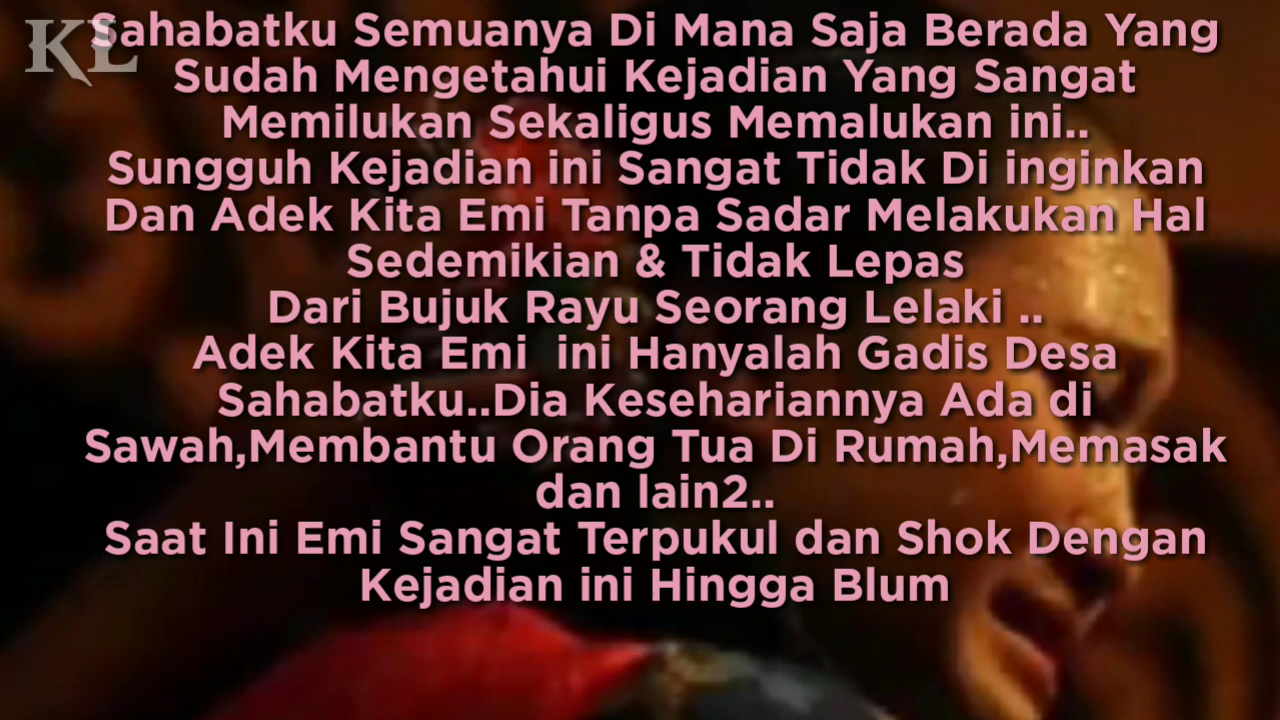 KL
Sahabatku Semuanya Di Mana Saja Berada Yang
Sudah Mengetahui Kejadian Yang Sangat
Memilukan Sekaligus Memalukan ini..
Sungguh Kejadian ini Sangat Tidak Di inginkan
Dan Adek Kita Emi Tanpa Sadar Melakukan Hal
Sedemikian & Tidak Lepas
Dari Bujuk Rayu Seorang Lelaki ..
Adek Kita Emi  ini Hanyalah Gadis Desa
Sahabatku..Dia Kesehariannya Ada di
Sawah,Membantu Orang Tua Di Rumah,Memasak
dan lain2..
Saat Ini Emi Sangat Terpukul dan Shok Dengan
Kejadian ini Hingga Blum